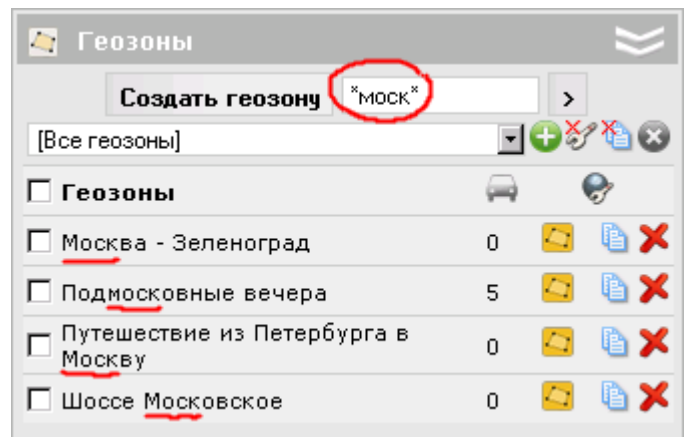 Геозоны
Создать геозону *моск* >
[Все геозоны]
Геозоны
Москва - Зеленоград 0
Подмосковные вечера 5
Путешествие из Петербурга в
Москву 0
Шоссе Московское 0